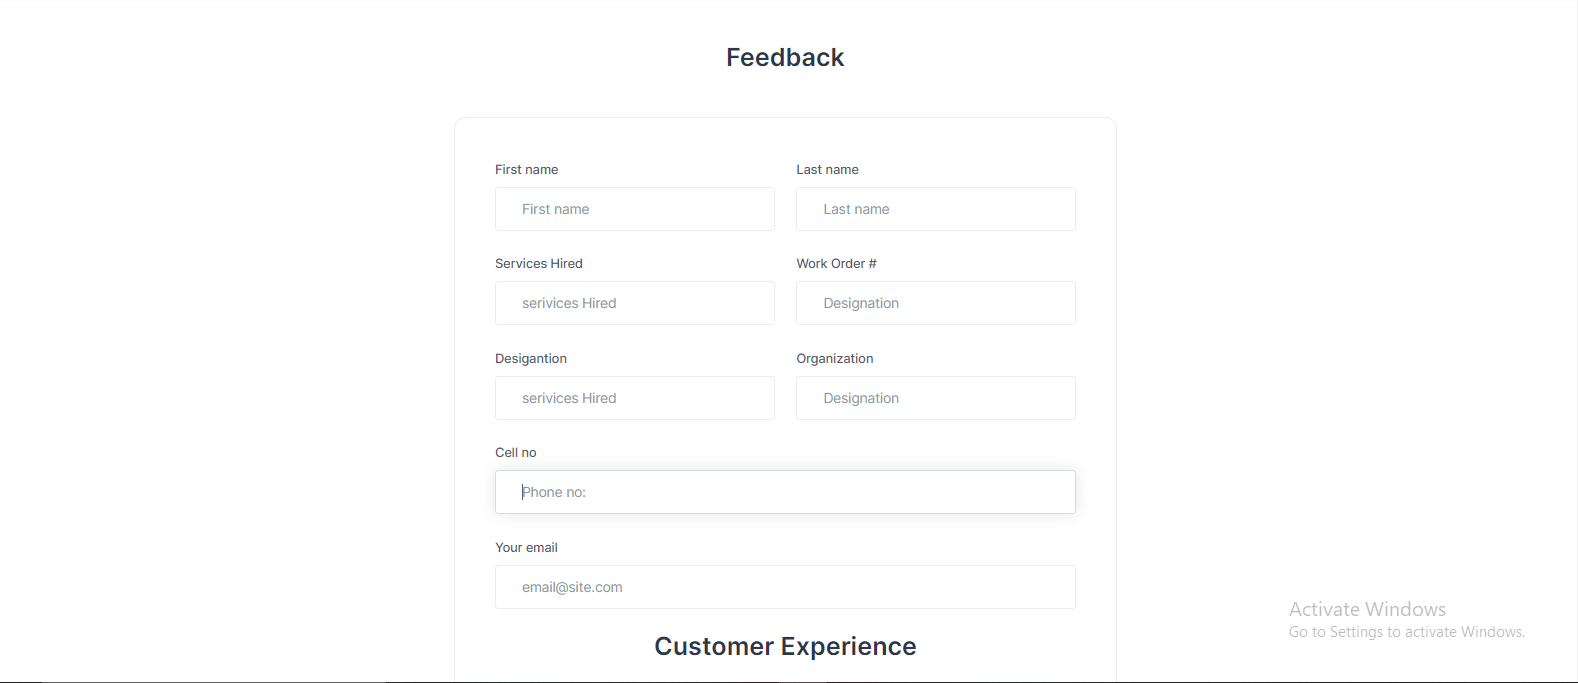 Feedback
First name
Last name
First name
Last name
Services Hired
Work Order #
serivices Hired
Designation
Desigantion
Organization
serivices Hired
Designation
Cell no
Phone no:
Your email
email@site.com
Customer Experience
Activate Windows
Go to Settings to activate Windows.